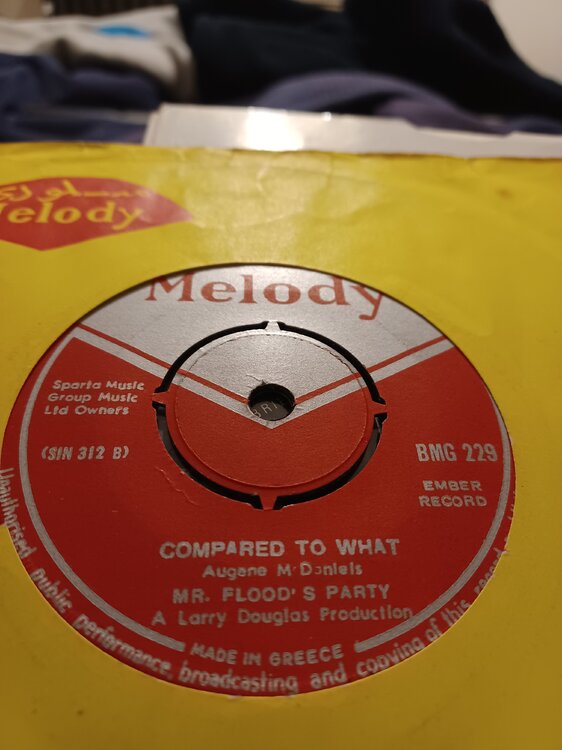 Melody
Melody
Sparta Music
Group Music
Ltd Owners
(SIN 312 B)
BMG 229
EMBER
RECORD
COMPARED TO WHAT
Augene M Daniels
MR. FLOOD'S PARTY
A Larry Douglas Production
MADE IN GREECE
Unauthorised public performance, broadcasting and copying of this record